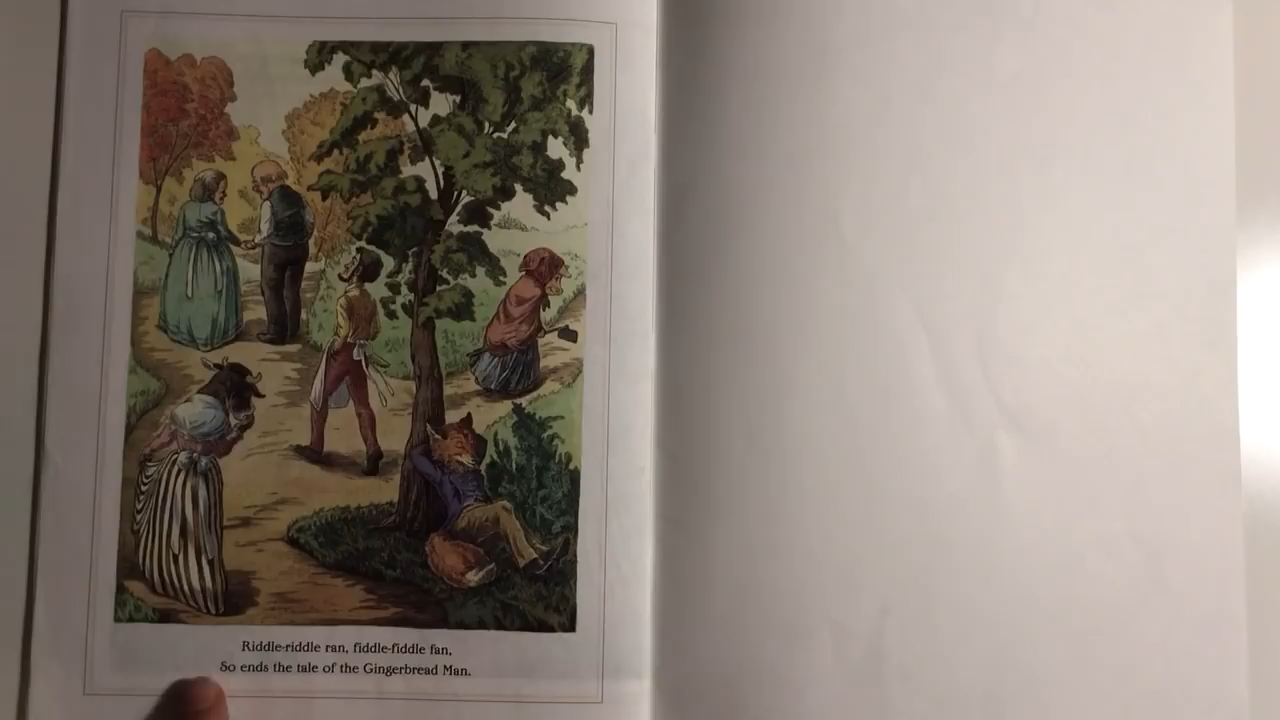 Riddle-riddle ran, fiddle-fiddle fan,
So ends the tale of the Gingerbread Man.